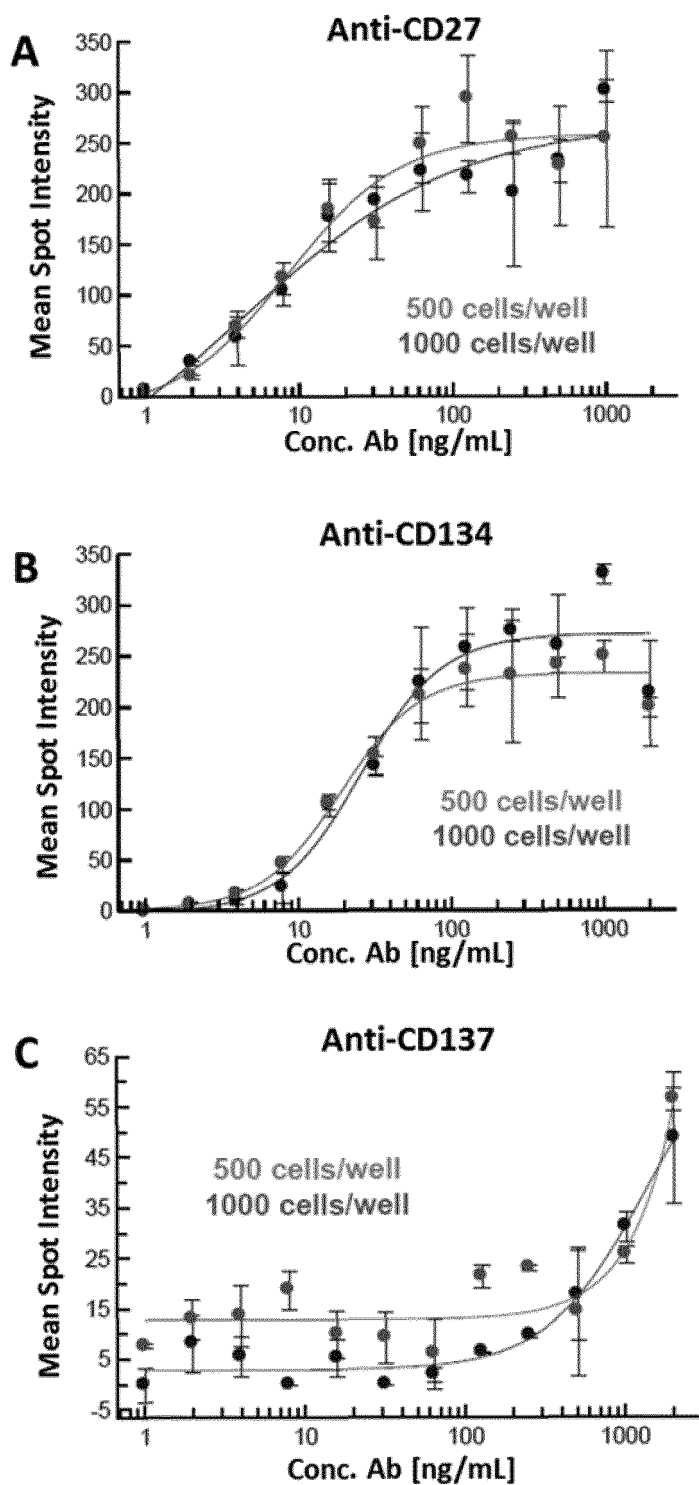 A
Anti-CD27
Mean Spot Intensity
350
300
250
200
150
100
50
0
500 cells/well
1000 cells/well
1
10
100
1000
Conc. Ab [ng/mL]
B
Anti-CD134
Mean Spot Intensity
350
300
250
200
150
100
50
0
500 cells/well
1000 cells/well
1
10
100
1000
Conc. Ab [ng/mL]
C
Anti-CD137
Mean Spot Intensity
65
55
45
35
25
15
5
-5
500 cells/well
1000 cells/well
1
10
100
1000
Conc. Ab [ng/mL]